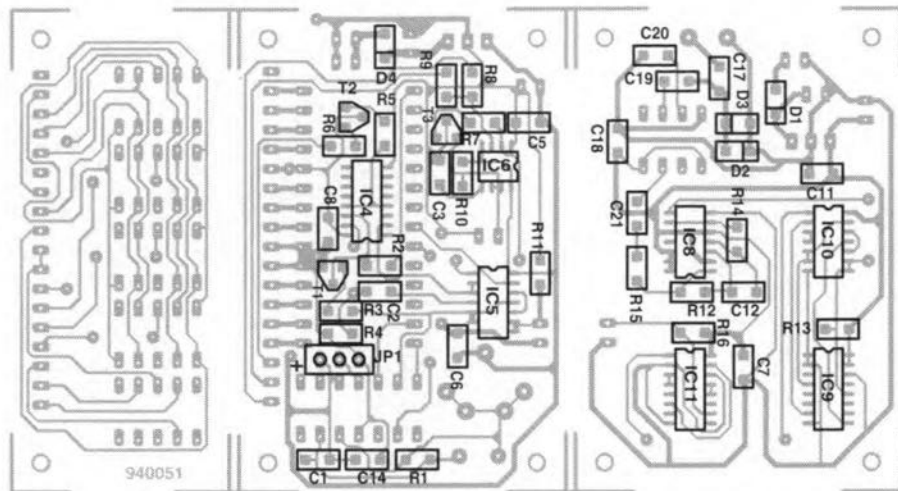 940051
D4
R9
R8
T2
R5
T3
R6
R7
C5
IC6
IC4
C3
R10
C8
R2
R11
T1
C2
IC5
R3
R4
JP1
+
C6
C1
C14
R1
C20
C17
C19
D3
D1
C18
D2
C11
C21
R14
IC8
IC10
R15
R12
C12
R13
R16
C7
IC11
IC9